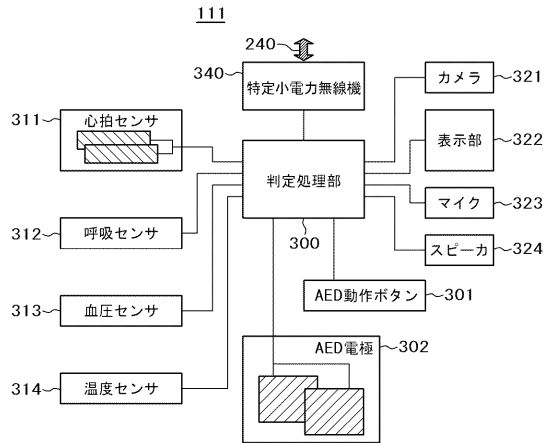 111
240
340
特定小電力無線機
311
心拍センサ
312
呼吸センサ
313
血圧センサ
314
温度センサ
判定処理部
300
カメラ
321
表示部
322
マイク
323
スピーカ
324
AED動作ボタン
301
AED電極
302